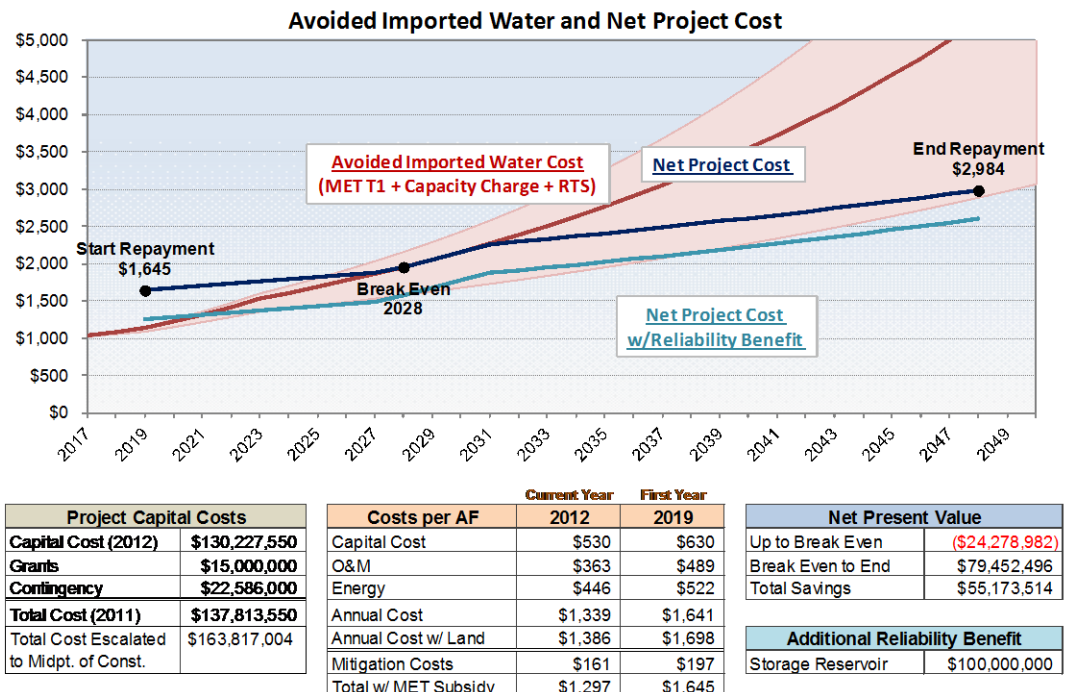 Avoided Imported Water and Net Project Cost
$5,000
$4,500
$4,000
$3,500
$3,000
$2,500
$2,000
$1,500
$1,000
$500
$0
Avoided Imported Water Cost
(MET T1 + Capacity Charge + RTS)
Net Project Cost
End Repayment
$2,984
Start Repayment
$1,645
Break Even
2028
Net Project Cost
w/Reliability Benefit
2017 2019 2021 2023 2025 2027 2029 2031 2033 2035 2037 2039 2041 2043 2045 2047 2049
Project Capital Costs
Capital Cost (2012) $130,227,550
Grants $15,000,000
Contingency $22,586,000
Total Cost (2011) $137,813,550
Total Cost Escalated $163,817,004
to Midpt. of Const.
Current Year First Year
Costs per AF 2012 2019
Capital Cost $530 $630
O&M $363 $489
Energy $446 $522
Annual Cost $1,339 $1,641
Annual Cost w/ Land $1,386 $1,698
Mitigation Costs $161 $197
Total w/ MET Subsidy $1,297 $1,645
Net Present Value
Up to Break Even ($24,278,982)
Break Even to End $79,452,496
Total Savings $55,173,514
Additional Reliability Benefit
Storage Reservoir $100,000,000